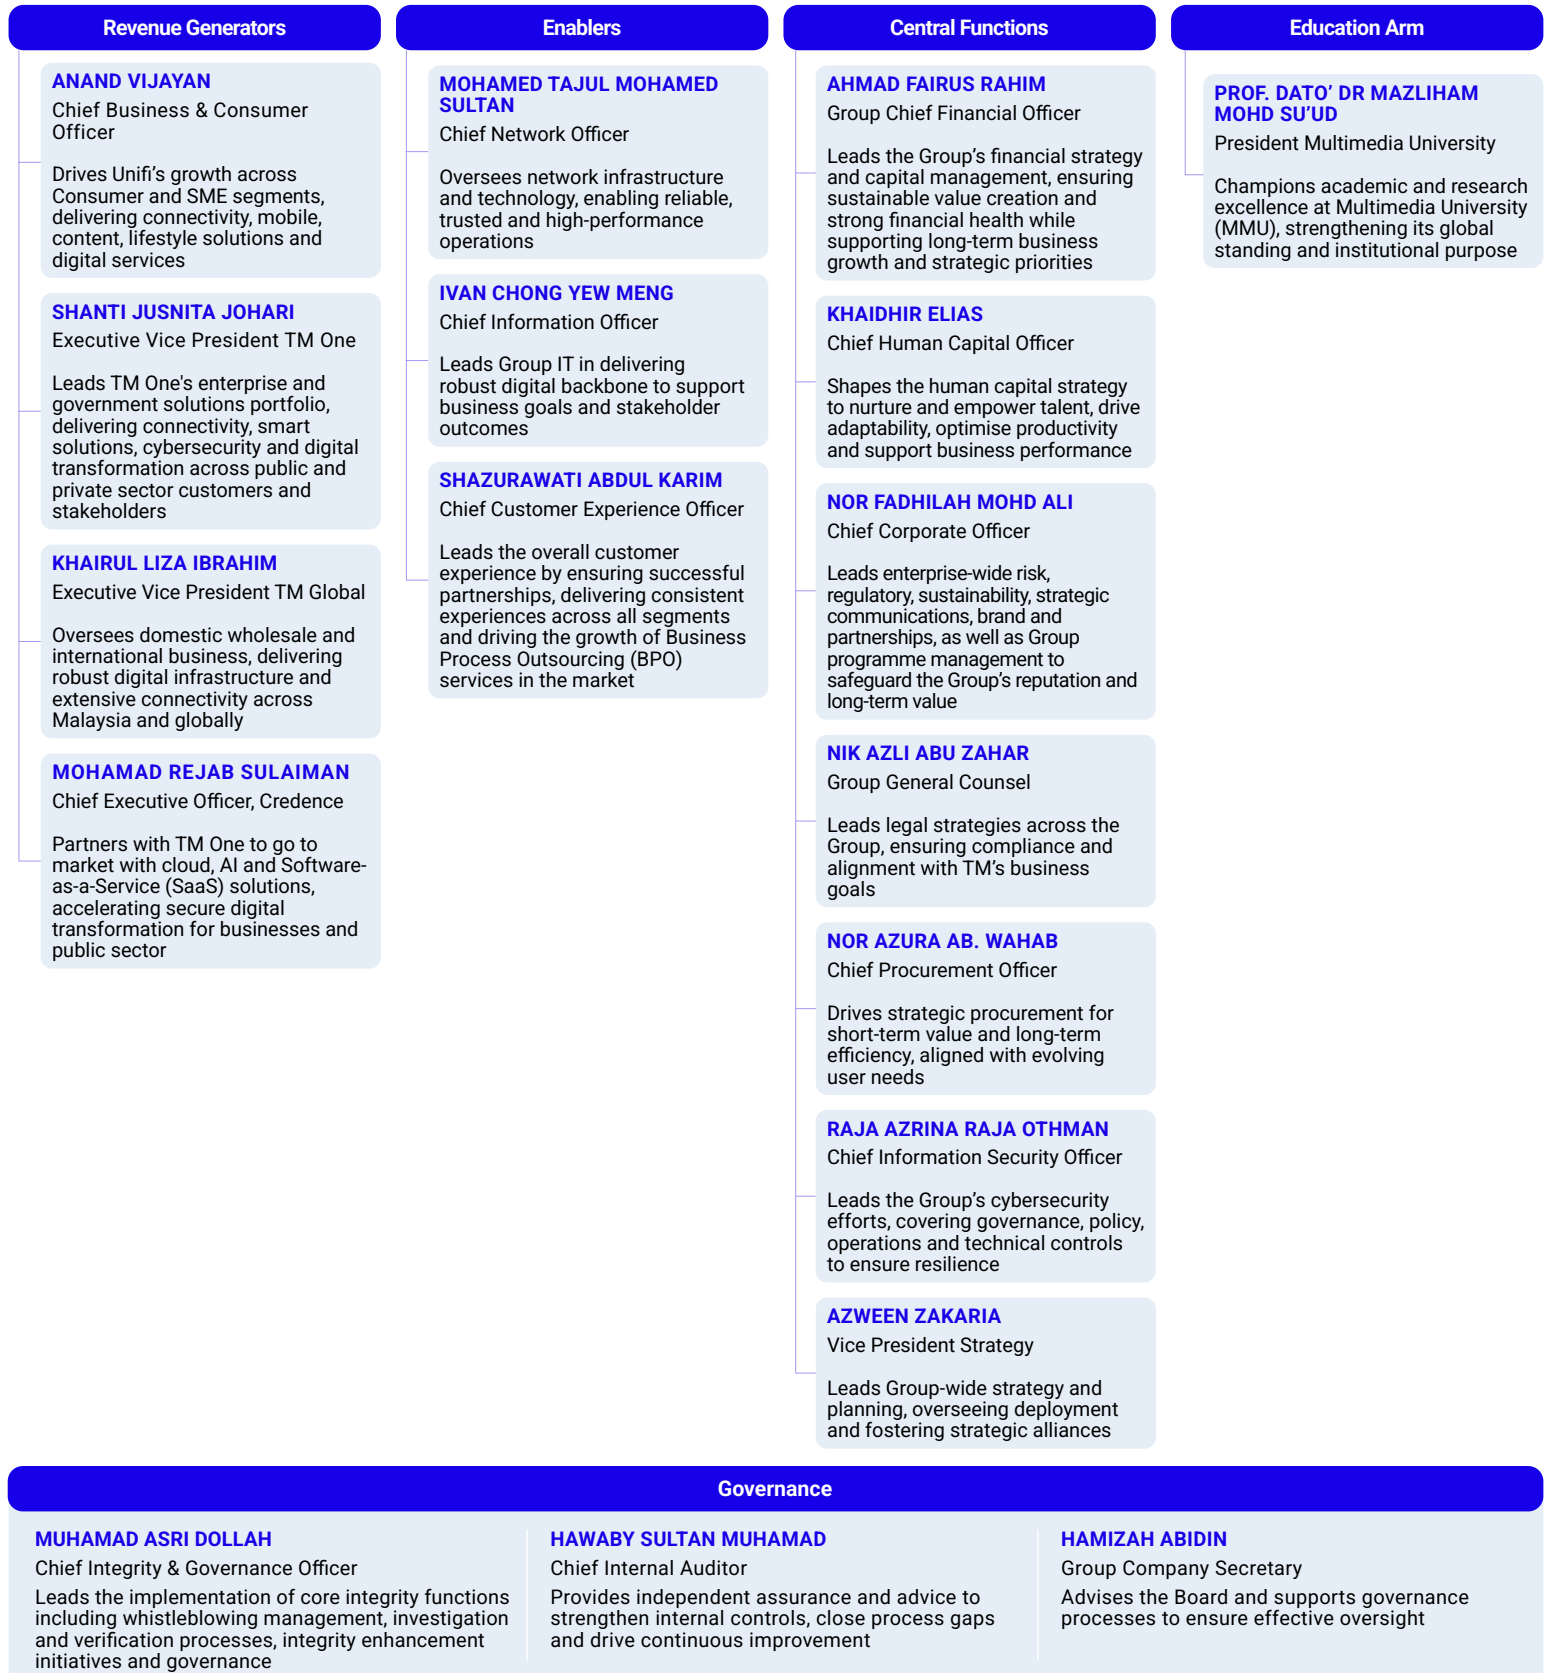 Revenue Generators
ANAND VIJAYAN
Chief Business & Consumer
Officer
Drives Unifi’s growth across
Consumer and SME segments,
delivering connectivity, mobile,
content, lifestyle solutions and
digital services
SHANTI JUSNITA JOHARI
Executive Vice President TM One
Leads TM One's enterprise and
government solutions portfolio,
delivering connectivity, smart
solutions, cybersecurity and digital
transformation across public and
private sector customers and
stakeholders
KHAIRUL LIZA IBRAHIM
Executive Vice President TM Global
Oversees domestic wholesale and
international business, delivering
robust digital infrastructure and
extensive connectivity across
Malaysia and globally
MOHAMAD REJAB SULAIMAN
Chief Executive Officer, Credence
Partners with TM One to go to
market with cloud, AI and Software-
as-a-Service (SaaS) solutions,
accelerating secure digital
transformation for businesses and
public sector
Enablers
MOHAMED TAJUL MOHAMED
SULTAN
Chief Network Officer
Oversees network infrastructure
and technology, enabling reliable,
trusted and high-performance
operations
IVAN CHONG YEW MENG
Chief Information Officer
Leads Group IT in delivering
robust digital backbone to support
business goals and stakeholder
outcomes
SHAZURAWATI ABDUL KARIM
Chief Customer Experience Officer
Leads the overall customer
experience by ensuring successful
partnerships, delivering consistent
experiences across all segments
and driving the growth of Business
Process Outsourcing (BPO)
services in the market
Central Functions
AHMAD FAIRUS RAHIM
Group Chief Financial Officer
Leads the Group’s financial strategy
and capital management, ensuring
sustainable value creation and
strong financial health while
supporting long-term business
growth and strategic priorities
KHAIDHIR ELIAS
Chief Human Capital Officer
Shapes the human capital strategy
to nurture and empower talent, drive
adaptability, optimise productivity
and support business performance
NOR FADHILAH MOHD ALI
Chief Corporate Officer
Leads enterprise-wide risk,
regulatory, sustainability, strategic
communications, brand and
partnerships, as well as Group
programme management to
safeguard the Group’s reputation and
long-term value
NIK AZLI ABU ZAHAR
Group General Counsel
Leads legal strategies across the
Group, ensuring compliance and
alignment with TM’s business
goals
NOR AZURA AB. WAHAB
Chief Procurement Officer
Drives strategic procurement for
short-term value and long-term
efficiency, aligned with evolving
user needs
RAJA AZRINA RAJA OTHMAN
Chief Information Security Officer
Leads the Group’s cybersecurity
efforts, covering governance, policy,
operations and technical controls
to ensure resilience
AZWEEN ZAKARIA
Vice President Strategy
Leads Group-wide strategy and
planning, overseeing deployment
and fostering strategic alliances
Education Arm
PROF. DATO’ DR MAZLIHAM
MOHD SU’UD
President Multimedia University
Champions academic and research
excellence at Multimedia University
(MMU), strengthening its global
standing and institutional purpose
Governance
MUHAMAD ASRI DOLLAH
Chief Integrity & Governance Officer
Leads the implementation of core integrity functions
including whistleblowing management, investigation
and verification processes, integrity enhancement
initiatives and governance
HAWABY SULTAN MUHAMAD
Chief Internal Auditor
Provides independent assurance and advice to
strengthen internal controls, close process gaps
and drive continuous improvement
HAMIZAH ABIDIN
Group Company Secretary
Advises the Board and supports governance
processes to ensure effective oversight